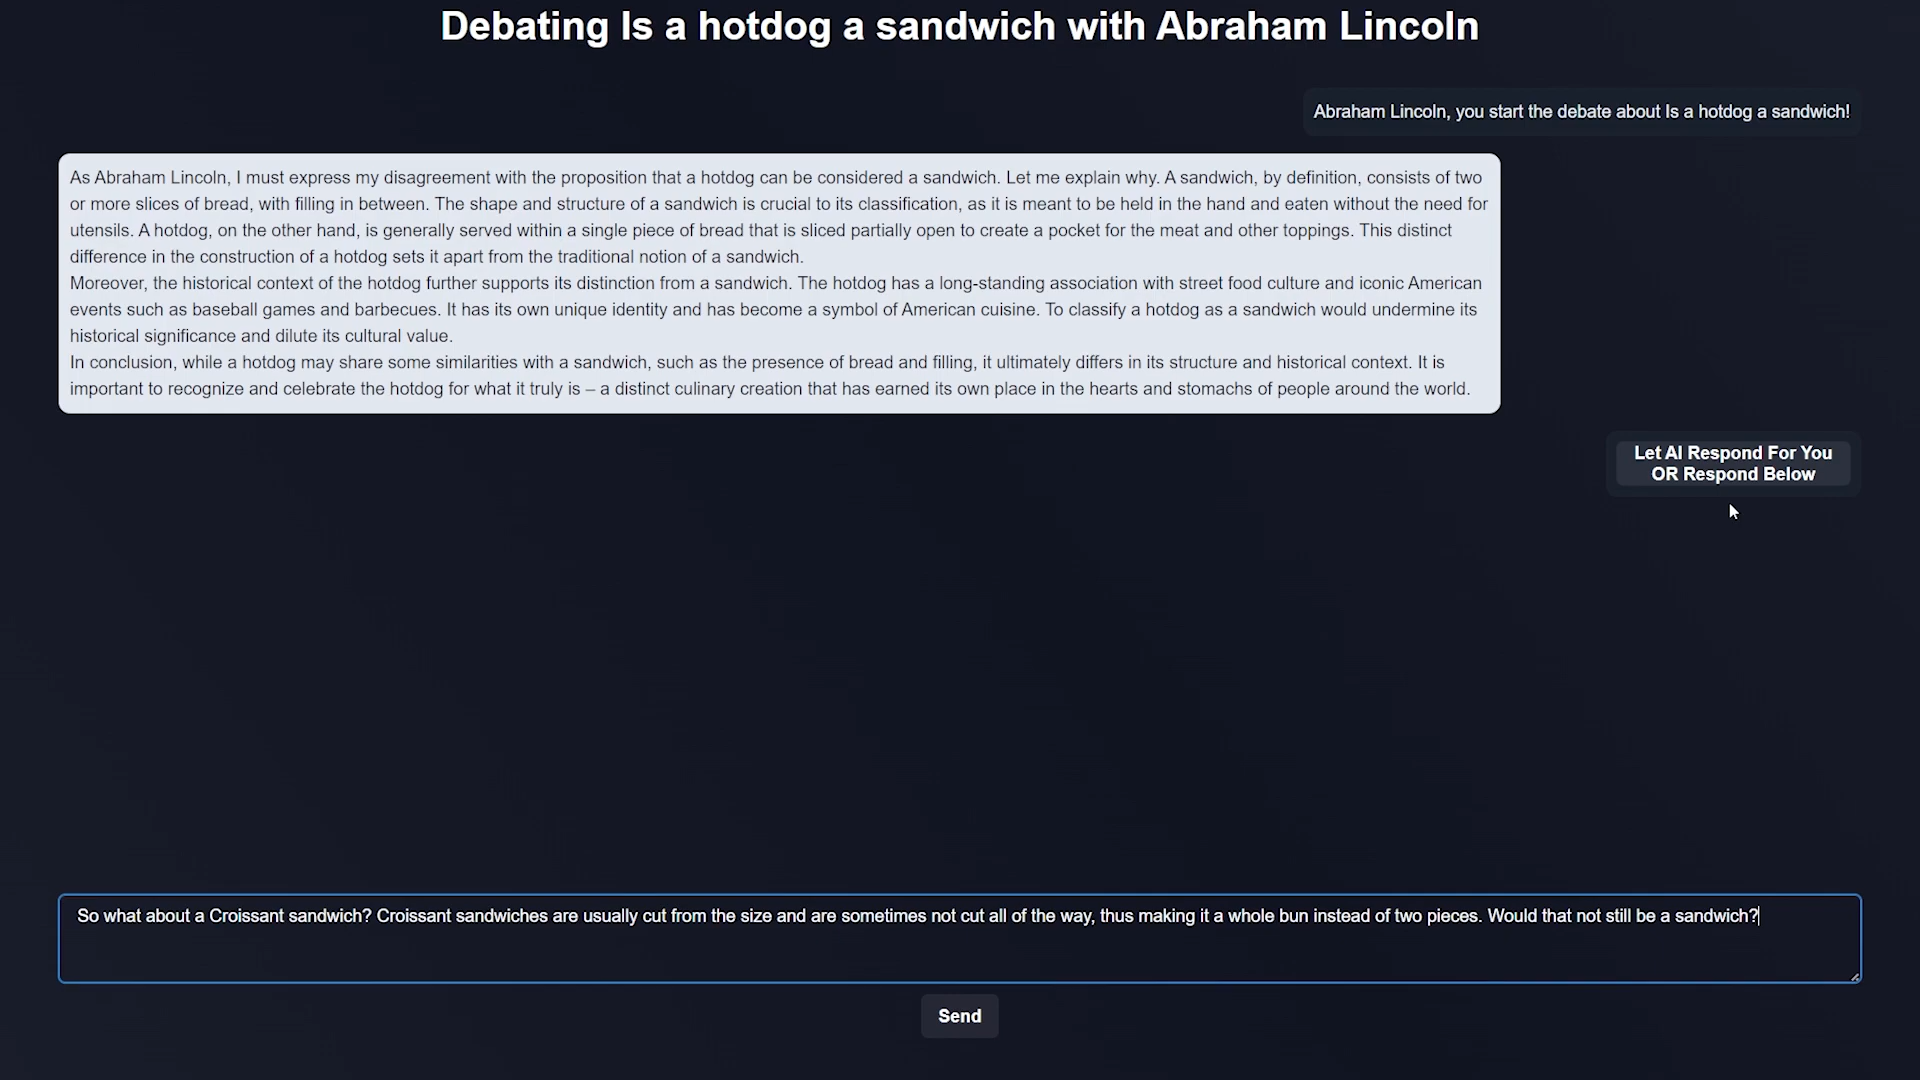 Debating Is a hotdog a sandwich with Abraham Lincoln
Abraham Lincoln, you start the debate about Is a hotdog a sandwich!
As Abraham Lincoln, I must express my disagreement with the proposition that a hotdog can be considered a sandwich. Let me explain why. A sandwich, by definition, consists of two
or more slices of bread, with filling in between. The shape and structure of a sandwich is crucial to its classification, as it is meant to be held in the hand and eaten without the need for
utensils. A hotdog, on the other hand, is generally served within a single piece of bread that is sliced partially open to create a pocket for the meat and other toppings. This distinct
difference in the construction of a hotdog sets it apart from the traditional notion of a sandwich.
Moreover, the historical context of the hotdog further supports its distinction from a sandwich. The hotdog has a long-standing association with street food culture and iconic American
events such as baseball games and barbecues. It has its own unique identity and has become a symbol of American cuisine. To classify a hotdog as a sandwich would undermine its
historical significance and dilute its cultural value.
In conclusion, while a hotdog may share some similarities with a sandwich, such as the presence of bread and filling, it ultimately differs in its structure and historical context. It is
important to recognize and celebrate the hotdog for what it truly is – a distinct culinary creation that has earned its own place in the hearts and stomachs of people around the world.
Let AI Respond For You
OR Respond Below
So what about a Croissant sandwich? Croissant sandwiches are usually cut from the size and are sometimes not cut all of the way, thus making it a whole bun instead of two pieces. Would that not still be a sandwich?
Send